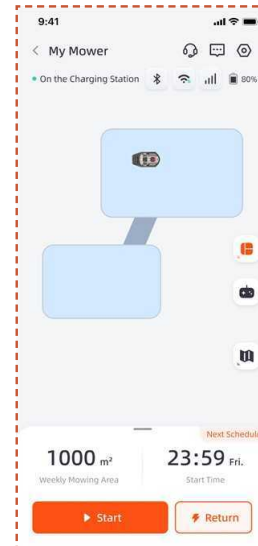 9:41
My Mower
On the Charging Station
80%
Next Schedule
1000 m²
23:59 Fri.
Weekly Mowing Area
Start Time
Start
Return